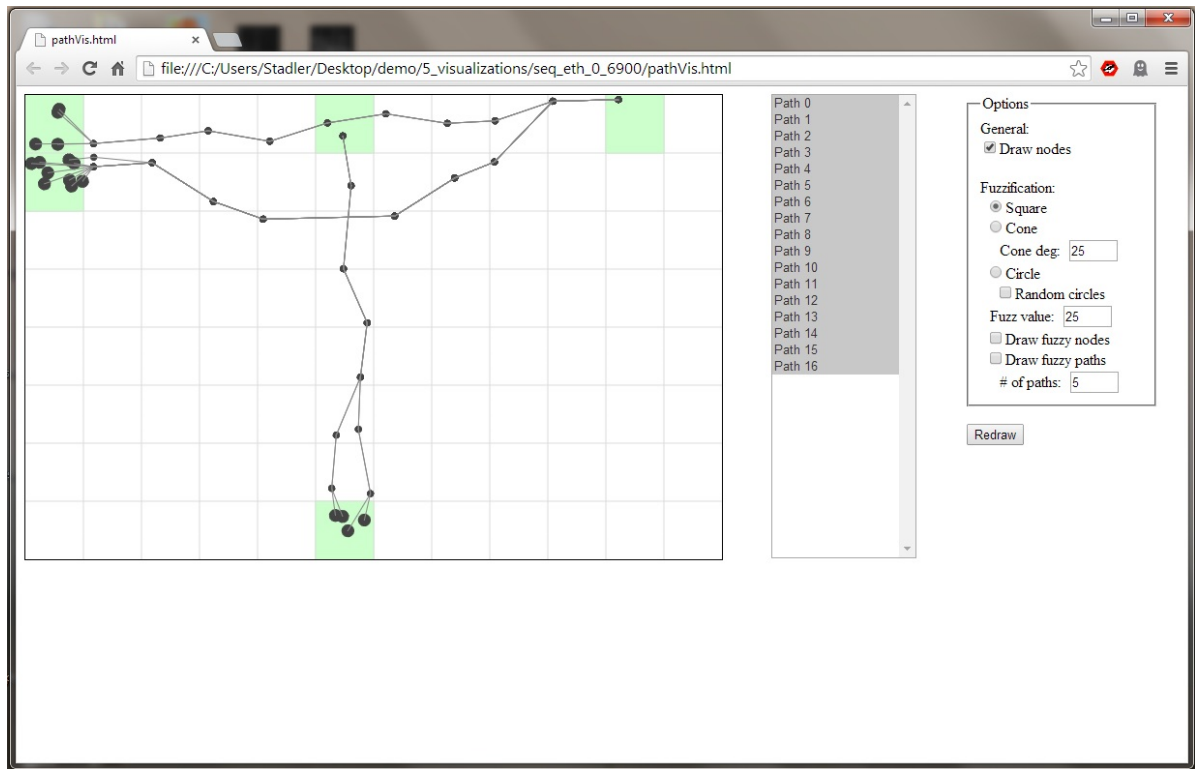 pathVis.html
file:///C:/Users/Stadler/Desktop/demo/5_visualizations/seq_eth_0_6900/pathVis.html
Path 0
Path 1
Path 2
Path 3
Path 4
Path 5
Path 6
Path 7
Path 8
Path 9
Path 10
Path 11
Path 12
Path 13
Path 14
Path 15
Path 16
Options
General:
Draw nodes
Fuzzification:
Square
Cone
Cone deg: 25
Circle
Random circles
Fuzz value: 25
Draw fuzzy nodes
Draw fuzzy paths
# of paths: 5
Redraw